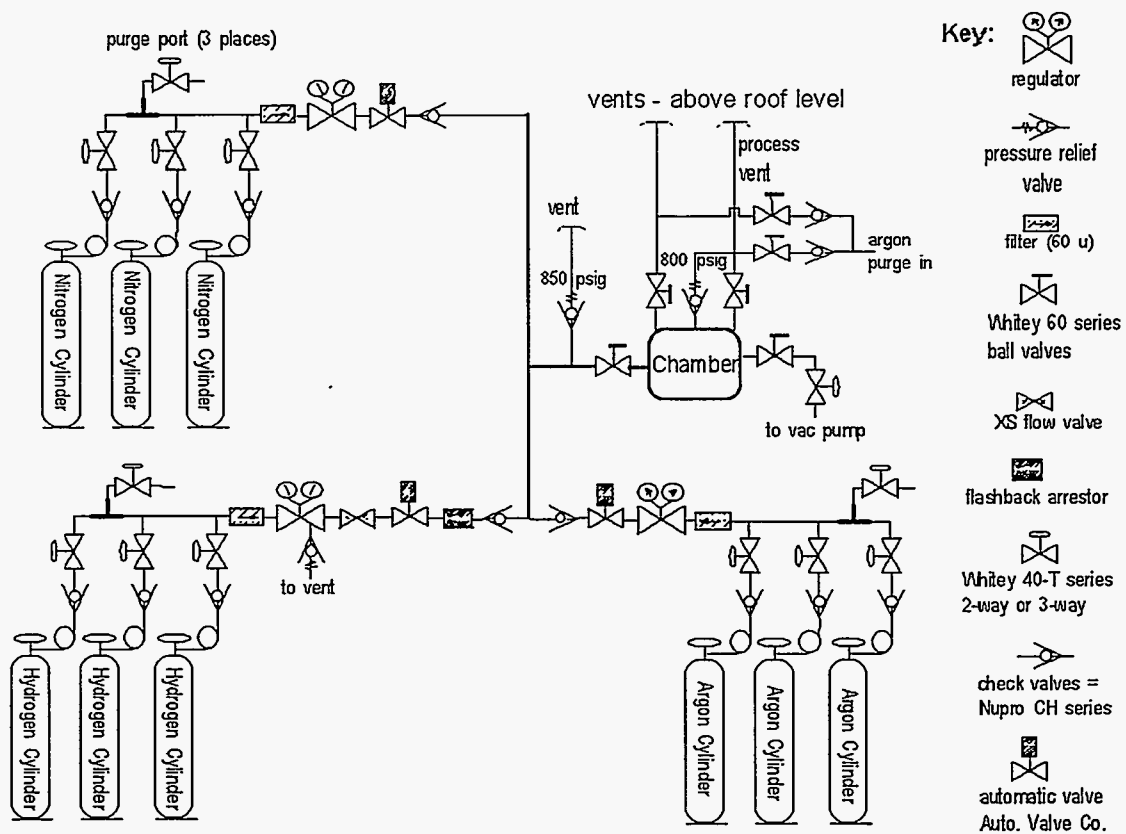 purge port (3 places)
Nitrogen Cylinder
Nitrogen Cylinder
Nitrogen Cylinder
vents - above roof level
process
vent
vent
850 psig
800 psig
argon
purge in
Chamber
to vac pump
to vent
Hydrogen Cylinder
Hydrogen Cylinder
Hydrogen Cylinder
Argon Cylinder
Argon Cylinder
Argon Cylinder
Key:
regulator
pressure relief
valve
filter (60 u)
Whitey 60 series
ball valves
XS flow valve
flashback arrestor
Whitey 40-T series
2-way or 3-way
check valves =
Nupro CH series
automatic valve
Auto. Valve Co.